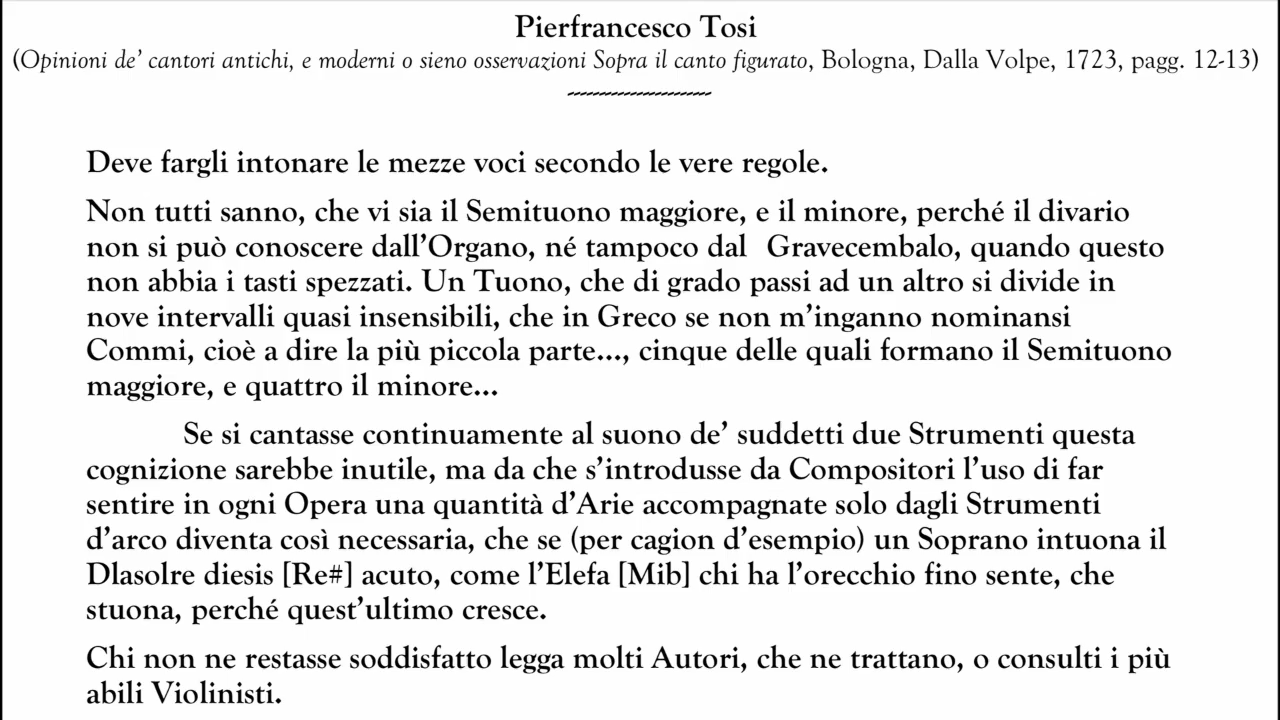 Pierfrancesco Tosi
(Opinioni de' cantori antichi, e moderni o sieno osservazioni Sopra il canto figurato, Bologna, Dalla Volpe, 1723, pagg. 12-13)
Deve fargli intonare le mezze voci secondo le vere regole.
Non tutti sanno, che vi sia il Semituono maggiore, e il minore, perché il divario
non si può conoscere dall'Organo, né tampoco dal Gravecembalo, quando questo
non abbia i tasti spezzati. Un Tuono, che di grado passi ad un altro si divide in
nove intervalli quasi insensibili, che in Greco se non m'inganno nominansi
Commi, cioè a dire la più piccola parte..., cinque delle quali formano il Semituono
maggiore, e quattro il minore...
Se si cantasse continuamente al suono de' suddetti due Strumenti questa
cognizione sarebbe inutile, ma da che s'introdusse da Compositori l'uso di far
sentire in ogni Opera una quantità d'Arie accompagnate solo dagli Strumenti
d'arco diventa così necessaria, che se (per cagion d'esempio) un Soprano intuona il
Dlasolre diesis [Re#] acuto, come l'Elefa [Mib] chi ha l'orecchio fino sente, che
stuona, perché quest'ultimo cresce.
Chi non ne restasse soddisfatto legga molti Autori, che ne trattano, o consulti i più
abili Violinisti.